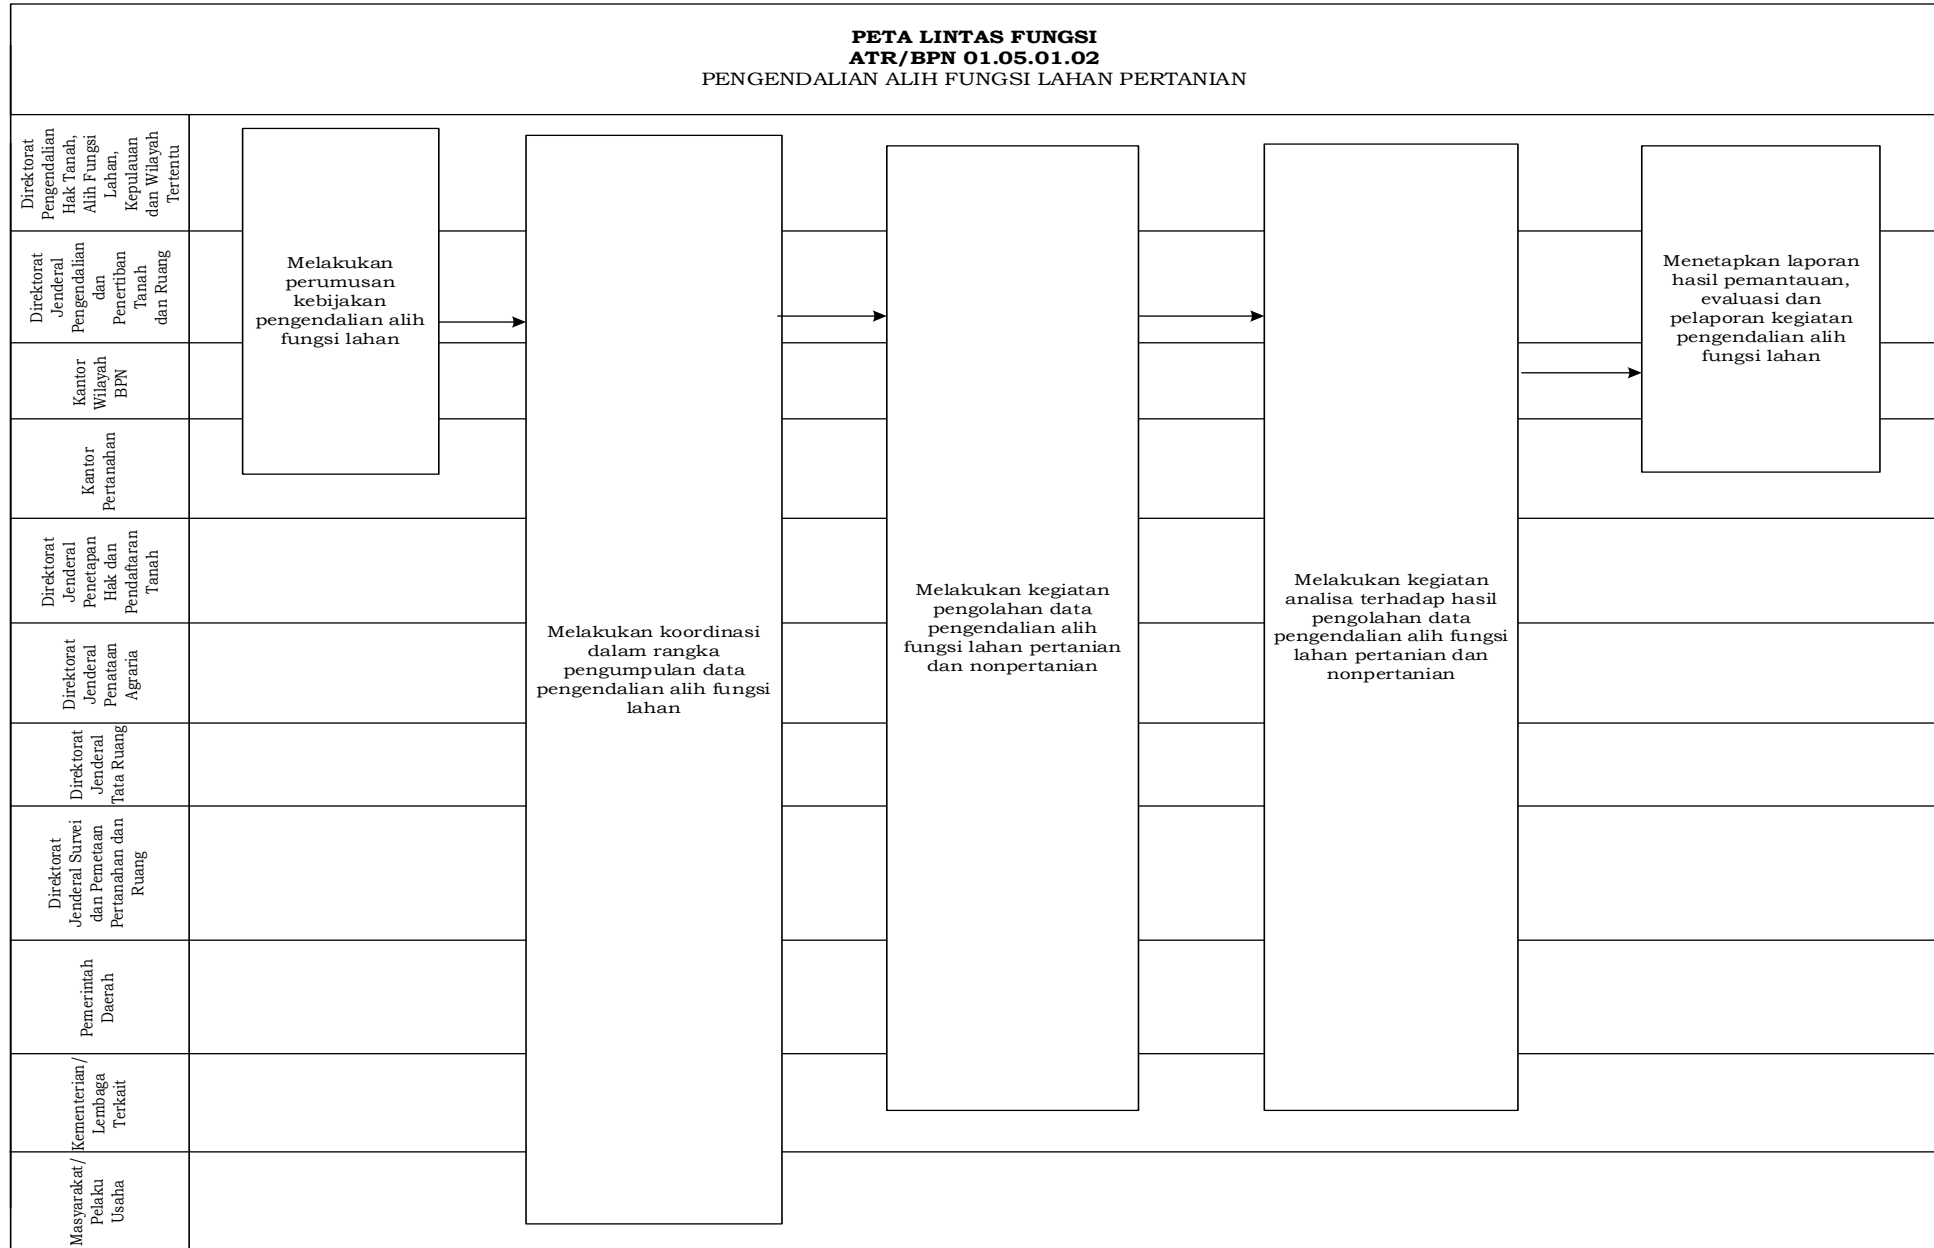 PETA LINTAS FUNGSI
ATR/BPN 01.05.01.02
PENGENDALIAN ALIH FUNGSI LAHAN PERTANIAN
Direktorat
Pengendalian
Hak Tanah,
Alih Fungsi
Lahan,
Kepulauan
dan Wilayah
Tertentu
Direktorat
Jenderal
Pengendalian
dan
Penertiban
Tanah
dan Ruang
Kantor
Wilayah
BPN
Kantor
Pertanahan
Direktorat
Jenderal
Penetapan
Hak dan
Pendaftaran
Tanah
Direktorat
Jenderal
Penataan
Agraria
Direktorat
Jenderal
Tata Ruang
Direktorat
Jenderal Survei
dan Pemetaan
Pertanahan dan
Ruang
Pemerintah
Daerah
Kementerian/
Lembaga
Terkait
Masyarakat/
Pelaku
Usaha
Melakukan
perumusan
kebijakan
pengendalian alih
fungsi lahan
Melakukan koordinasi
dalam rangka
pengumpulan data
pengendalian alih fungsi
lahan
Melakukan kegiatan
pengolahan data
pengendalian alih
fungsi lahan pertanian
dan nonpertanian
Melakukan kegiatan
analisa terhadap hasil
pengolahan data
pengendalian alih fungsi
lahan pertanian dan
nonpertanian
Menetapkan laporan
hasil pemantauan,
evaluasi dan
pelaporan kegiatan
pengendalian alih
fungsi lahan